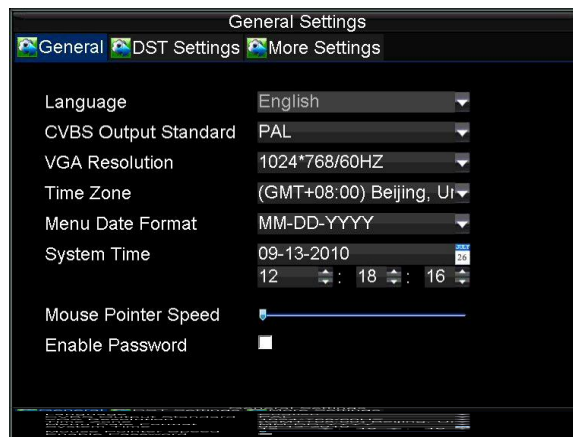 General Settings
General DST Settings More Settings
Language English
CVBS Output Standard PAL
VGA Resolution 1024*768/60HZ
Time Zone (GMT+08:00) Beijing, Ur
Menu Date Format MM-DD-YYYY
System Time 09-13-2010
JULY 26
12 : 18 : 16
Mouse Pointer Speed
Enable Password